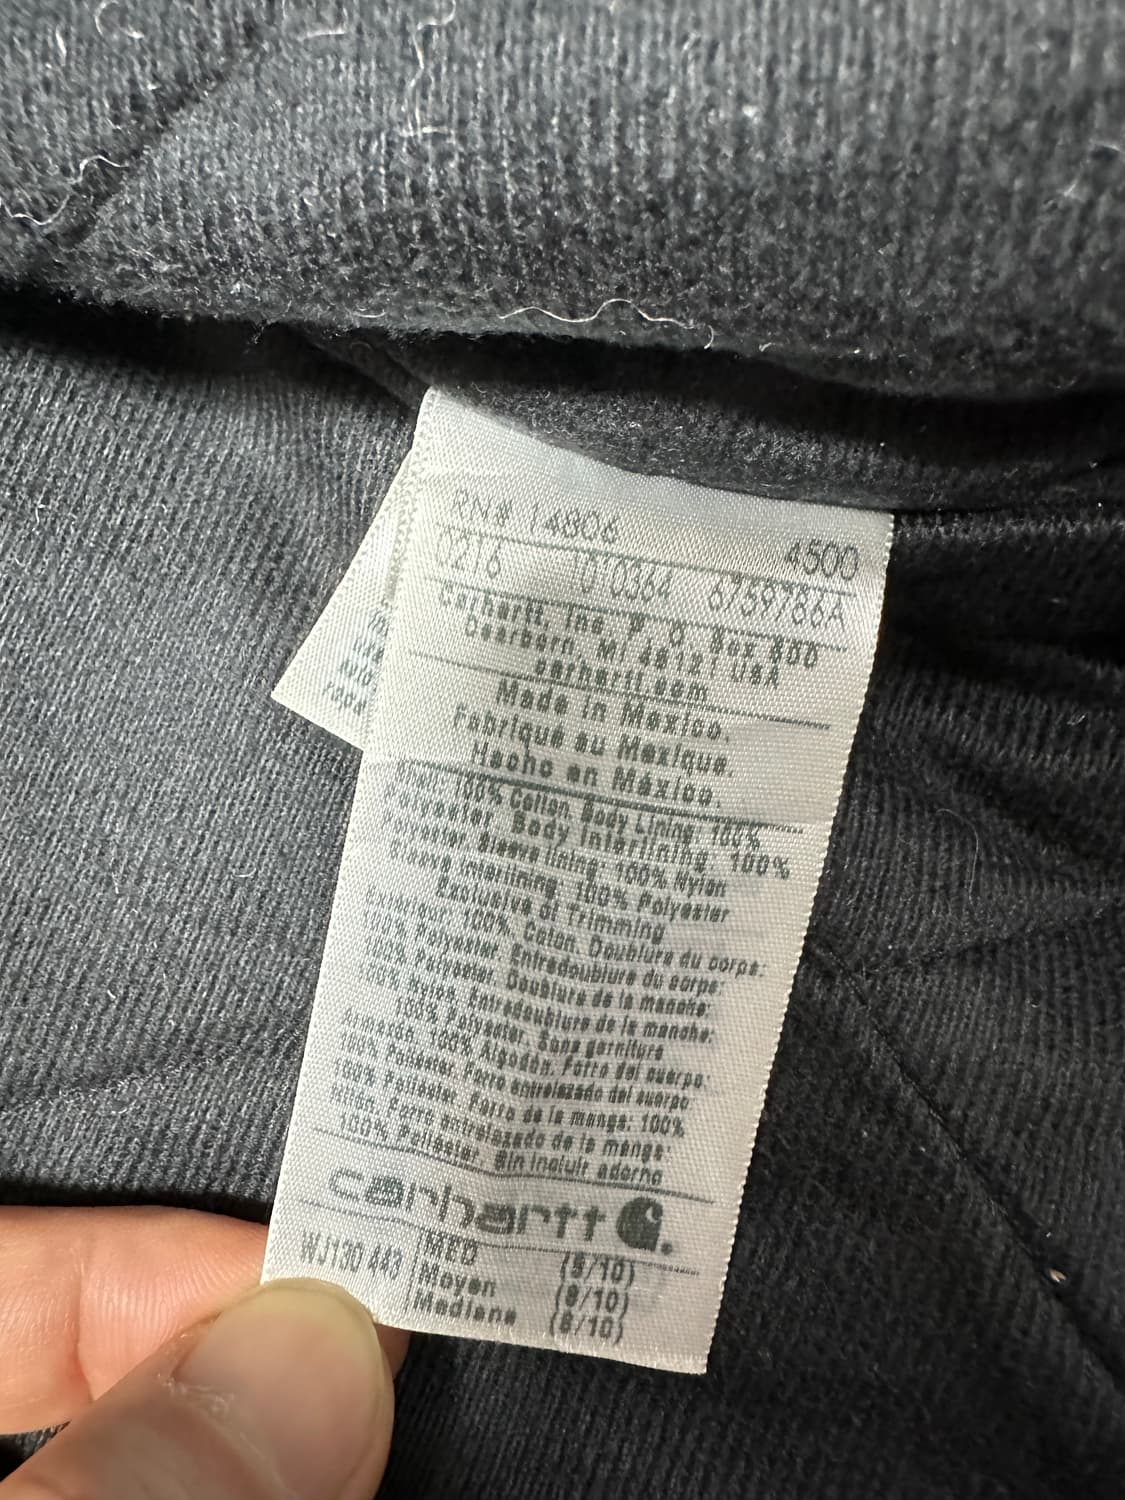 RN# 14806 4500
0216 010364 6759786A
Carhartt, Inc. P. O. Box 600
Dearborn, MI 48121 USA
carhartt.com
Made in Mexico.
Fabriqué au Mexique.
Hecho en México.
Shell: 100% Cotton. Body Lining: 100%
Polyester. Body Interlining: 100%
Polyester. Sleeve lining: 100% Nylon
Sleeve Interlining: 100% Polyester
Exclusive of Trimming
Extérieur: 100% Coton. Doublure du corps:
100% Polyester. Entredoublure du corps:
100% Polyester. Doublure de la manche:
100% Nylon. Entredoublure de la manche:
100% Polyester. Sans garniture
Armazón: 100% Algodón. Forro del cuerpo:
100% Poliester. Forro entrelazado del cuerpo
100% Poliester. Forro de la manga: 100%
Nilón. Forro entrelazado de la manga:
100% Poliester. Sin incluir adorno
carhartt
WJ130 443
MED (8/10)
Moyen (8/10)
Mediana (8/10)
ropa